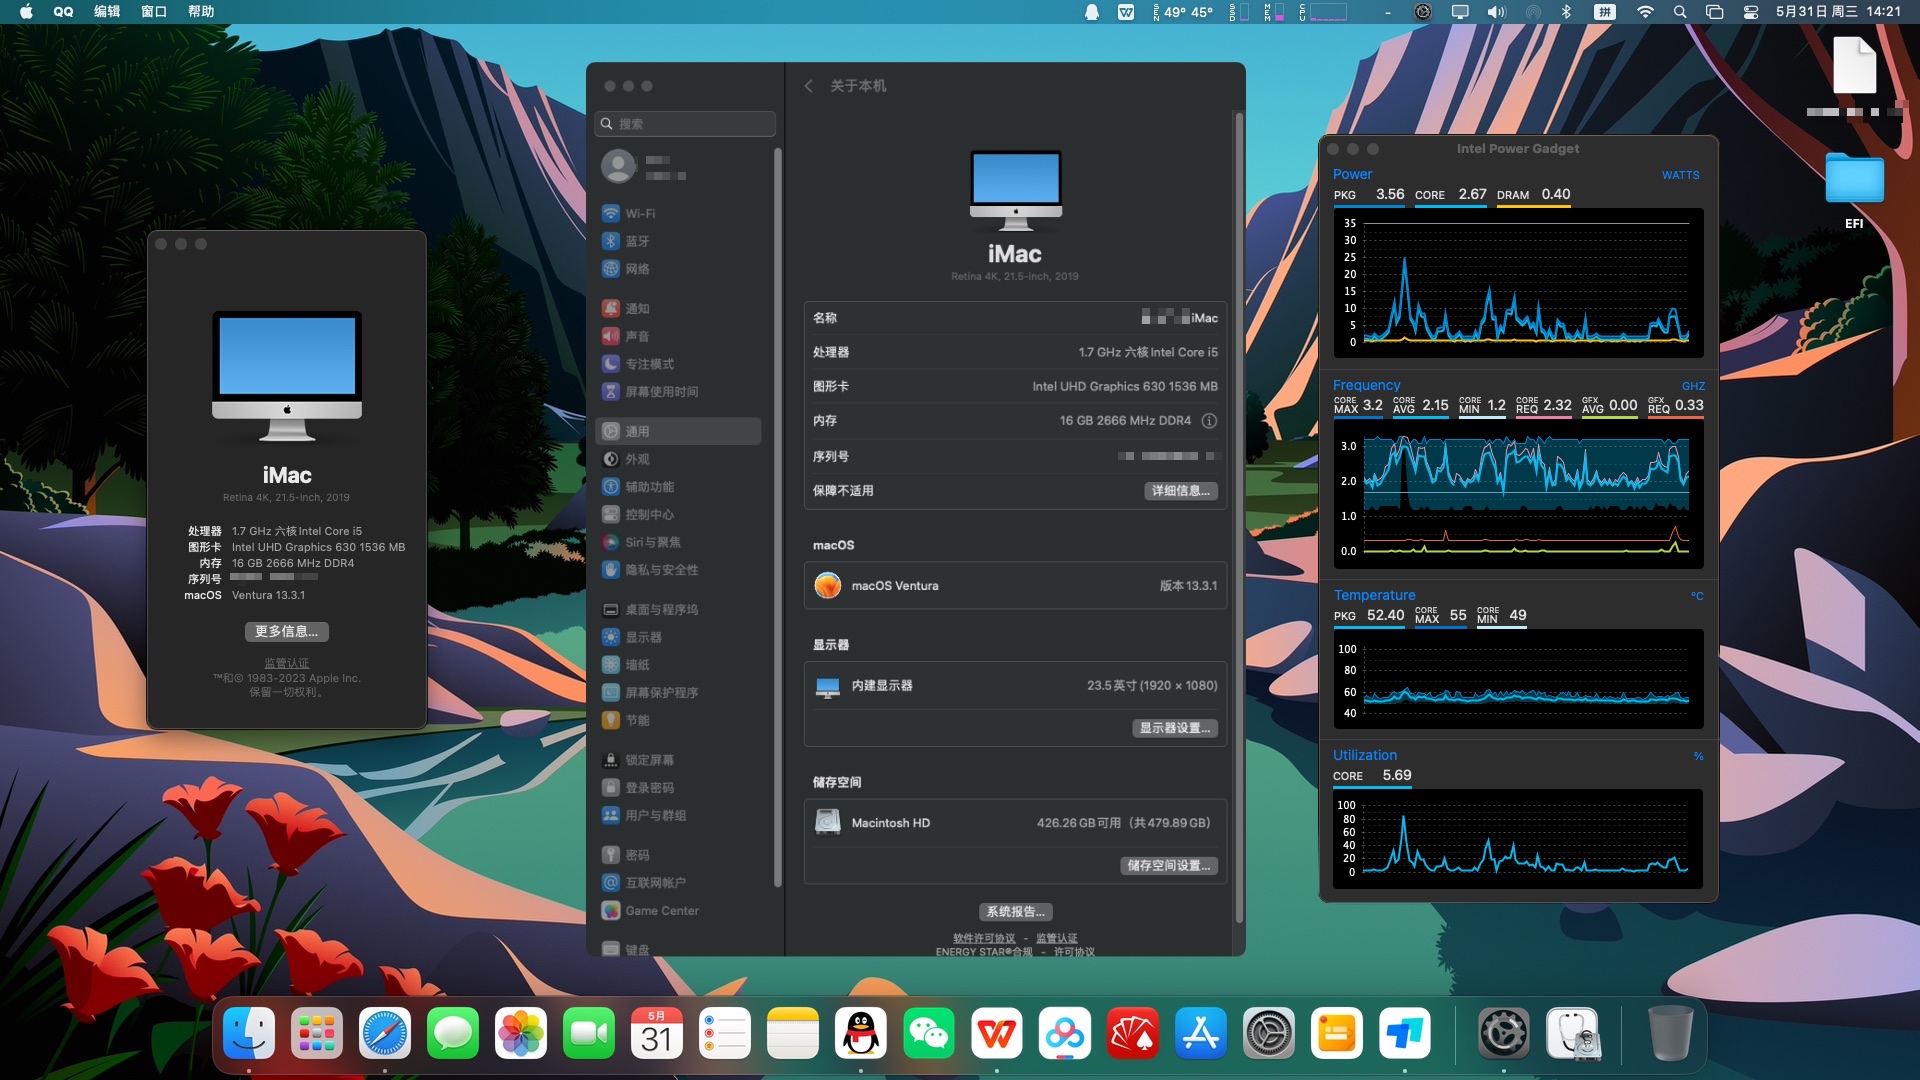 QQ 编辑 窗口 帮助
SEN 49° 45° SSD MEM CPU - 拼 5月31日 周三 14:21
EFI
iMac
Retina 4K, 21.5-inch, 2019
处理器 1.7 GHz 六核Intel Core i5
图形卡 Intel UHD Graphics 630 1536 MB
内存 16 GB 2666 MHz DDR4
序列号
macOS Ventura 13.3.1
更多信息...
监管认证
™和© 1983-2023 Apple Inc.
保留一切权利。
搜索
Wi-Fi
蓝牙
网络
通知
声音
专注模式
屏幕使用时间
通用
外观
辅助功能
控制中心
Siri与聚焦
隐私与安全性
桌面与程序坞
显示器
墙纸
屏幕保护程序
节能
锁定屏幕
登录密码
用户与群组
密码
互联网帐户
Game Center
键盘
关于本机
iMac
Retina 4K, 21.5-inch, 2019
名称 iMac
处理器 1.7 GHz 六核Intel Core i5
图形卡 Intel UHD Graphics 630 1536 MB
内存 16 GB 2666 MHz DDR4
序列号
保障不适用 详细信息...
macOS
macOS Ventura 版本13.3.1
显示器
内建显示器 23.5英寸 (1920 × 1080)
显示器设置...
储存空间
Macintosh HD 426.26 GB可用（共479.89 GB）
储存空间设置...
系统报告...
软件许可协议 - 监管认证
ENERGY STAR®合规 - 许可协议
Intel Power Gadget
Power WATTS
PKG 3.56 CORE 2.67 DRAM 0.40
35
30
25
20
15
10
5
0
Frequency GHZ
CORE MAX 3.2 CORE AVG 2.15 CORE MIN 1.2 CORE REQ 2.32 GFX AVG 0.00 GFX REQ 0.33
3.0
2.0
1.0
0.0
Temperature °C
PKG 52.40 CORE MAX 55 CORE MIN 49
100
80
60
40
Utilization %
CORE 5.69
100
80
60
40
20
0
5月
31